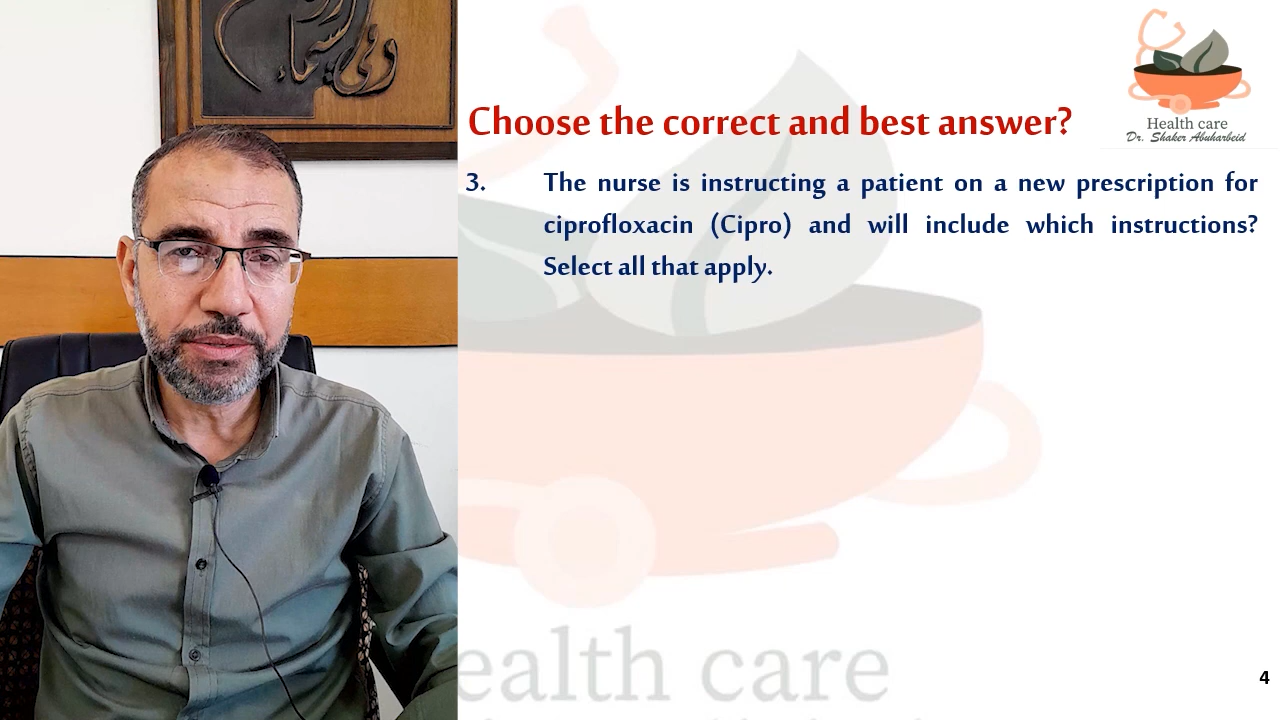 Choose the correct and best answer?
Health care
Dr. Shaker Abuharbeid
3. The nurse is instructing a patient on a new prescription for
ciprofloxacin (Cipro) and will include which instructions?
Select all that apply.
ealth care
4